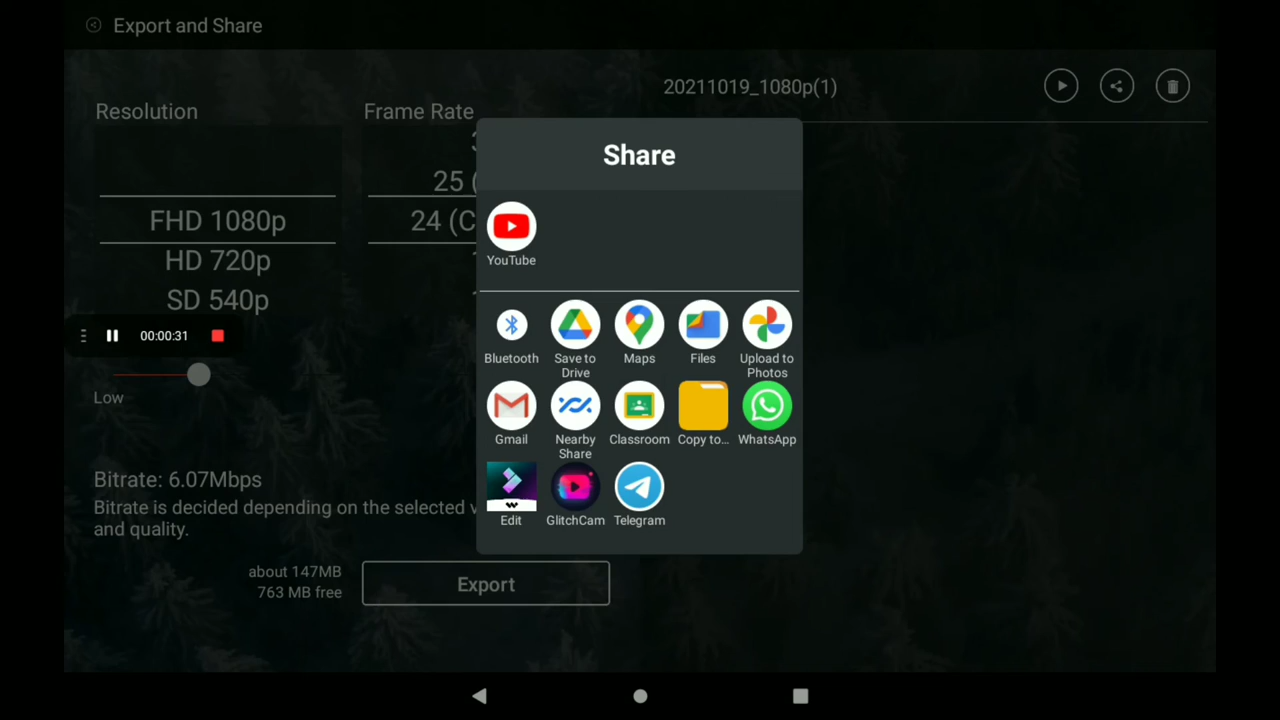 Export and Share
20211019_1080p(1)
Resolution
Frame Rate
Share
25 (
FHD 1080p
24 (C
YouTube
HD 720p
SD 540p
00:00:31
Bluetooth
Save to
Drive
Maps
Files
Upload to
Photos
Low
Gmail
Nearby
Share
Classroom
Copy to...
WhatsApp
Bitrate: 6.07Mbps
Bitrate is decided depending on the selected
and quality.
Edit
GlitchCam
Telegram
about 147MB
763 MB free
Export